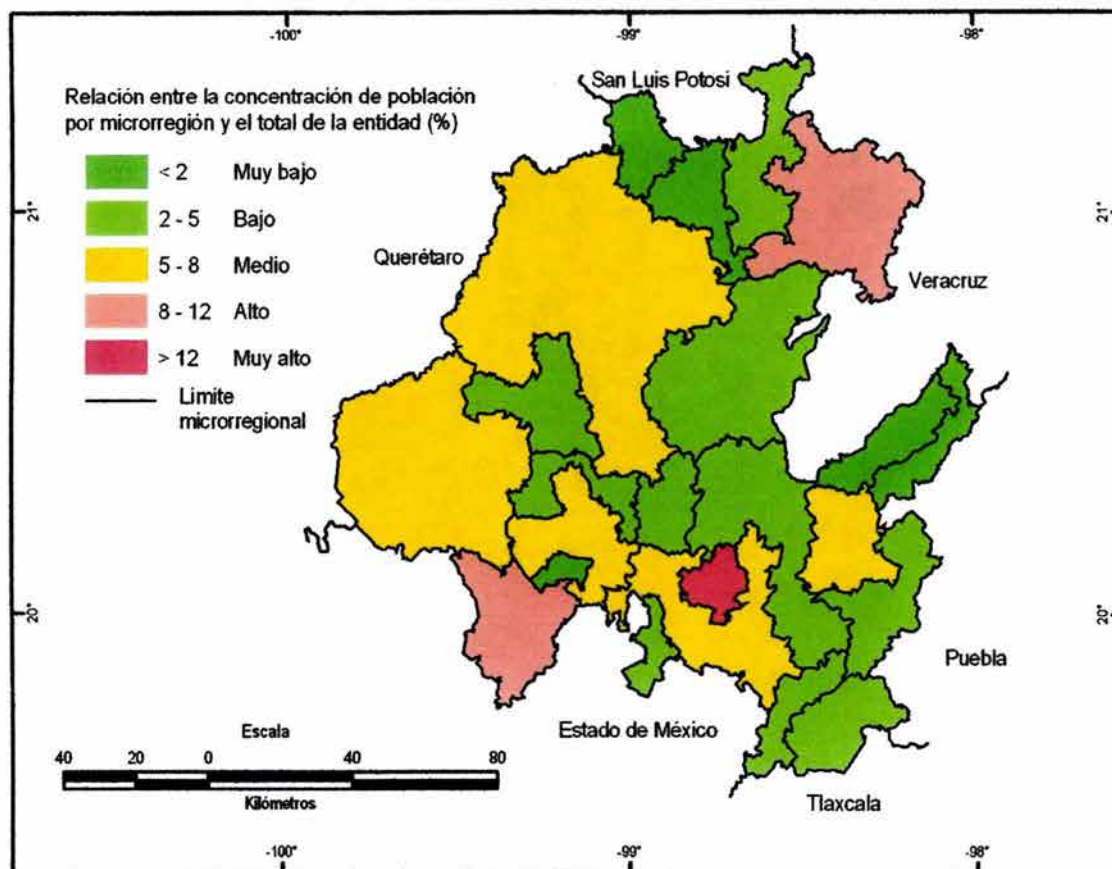 -100°
-99°
-98°
San Luis Potosi
Relación entre la concentración de población
por microrregión y el total de la entidad (%)
< 2 Muy bajo
2 - 5 Bajo
5 - 8 Medio
8 - 12 Alto
> 12 Muy alto
Limite
microrregional
21°
21°
Querétaro
Veracruz
20°
20°
Puebla
Estado de México
Tlaxcala
Escala
40 20 0 40 80
Kilómetros
-100°
-99°
-98°